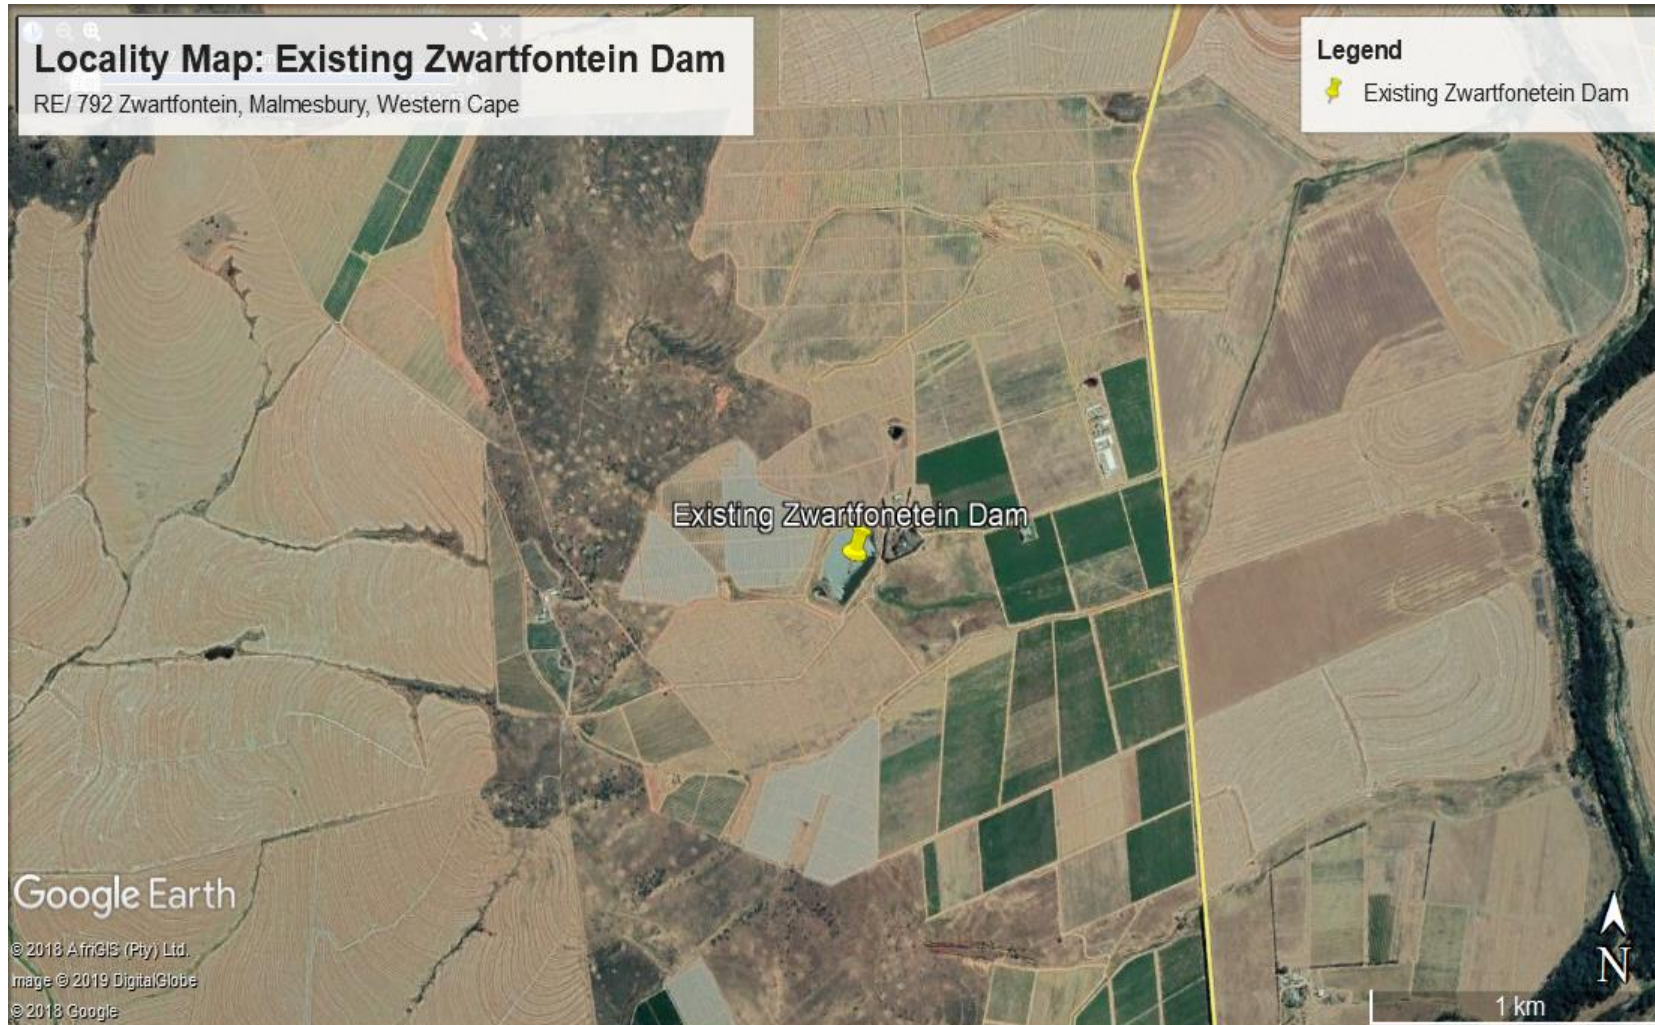 Locality Map: Existing Zwartfontein Dam
RE/ 792 Zwartfontein, Malmesbury, Western Cape
Legend
Existing Zwartfonetein Dam
Existing Zwartfonetein Dam
Google Earth
© 2018 AfriGIS (Pty) Ltd.
mage © 2019 DigitalGlobe
© 2018 Google
N
1 km